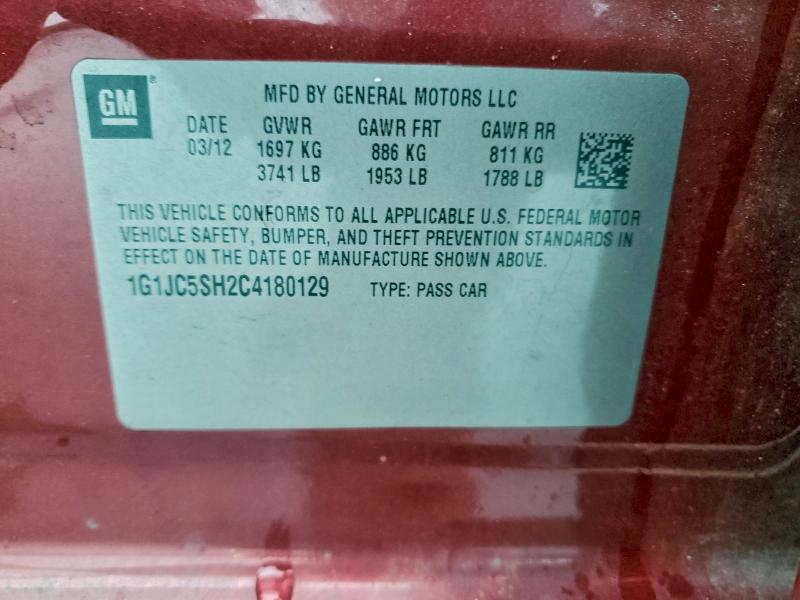 GM ®
MFD BY GENERAL MOTORS LLC
DATE GVWR GAWR FRT GAWR RR
03/12 1697 KG 886 KG 811 KG
3741 LB 1953 LB 1788 LB
THIS VEHICLE CONFORMS TO ALL APPLICABLE U.S. FEDERAL MOTOR
VEHICLE SAFETY, BUMPER, AND THEFT PREVENTION STANDARDS IN
EFFECT ON THE DATE OF MANUFACTURE SHOWN ABOVE.
1G1JC5SH2C4180129 TYPE: PASS CAR